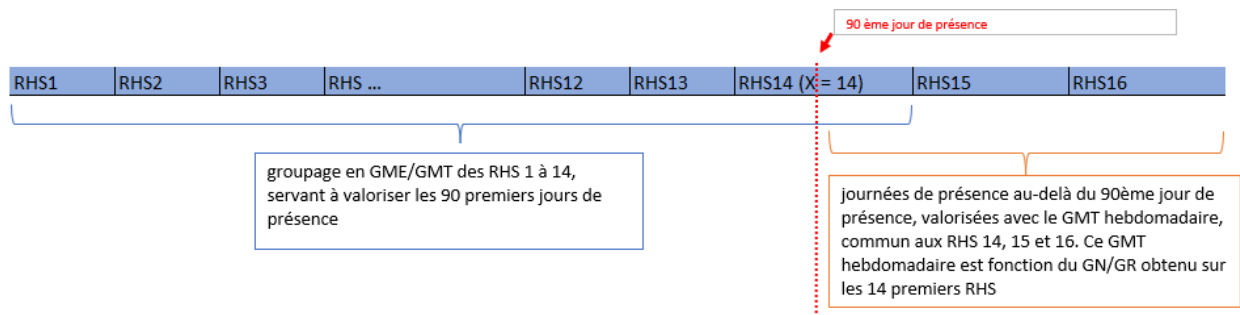 90 ème jour de présence
RHS1 RHS2 RHS3 RHS ... RHS12 RHS13 RHS14 (X = 14) RHS15 RHS16
groupage en GME/GMT des RHS 1 à 14,
servant à valoriser les 90 premiers jours de
présence
journées de présence au-delà du 90ème jour de
présence, valorisées avec le GMT hebdomadaire,
commun aux RHS 14, 15 et 16. Ce GMT
hebdomadaire est fonction du GN/GR obtenu sur
les 14 premiers RHS